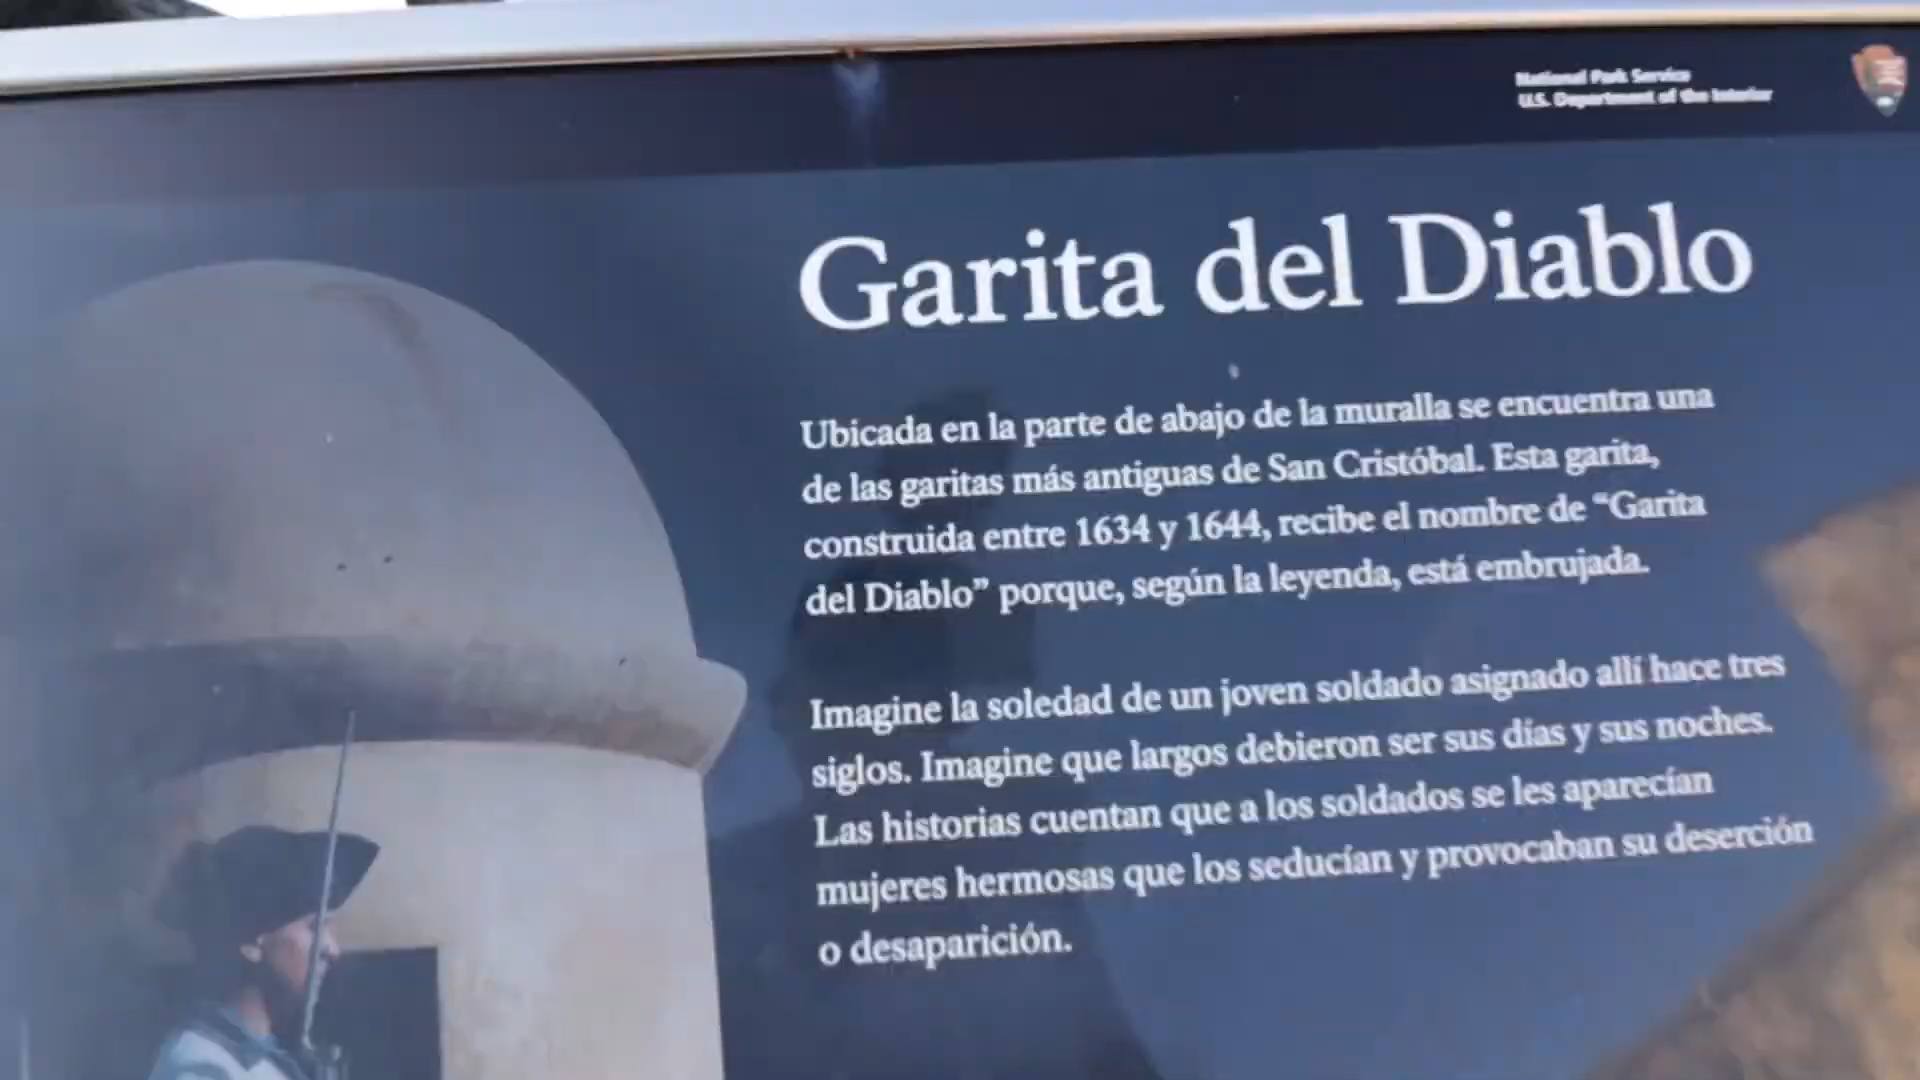 National Park Service
U.S. Department of the Interior
Garita del Diablo
Ubicada en la parte de abajo de la muralla se encuentra una
de las garitas más antiguas de San Cristóbal. Esta garita,
construida entre 1634 y 1644, recibe el nombre de “Garita
del Diablo” porque, según la leyenda, está embrujada.
Imagine la soledad de un joven soldado asignado allí hace tres
siglos. Imagine que largos debieron ser sus días y sus noches.
Las historias cuentan que a los soldados se les aparecían
mujeres hermosas que los seducían y provocaban su deserción
o desaparición.